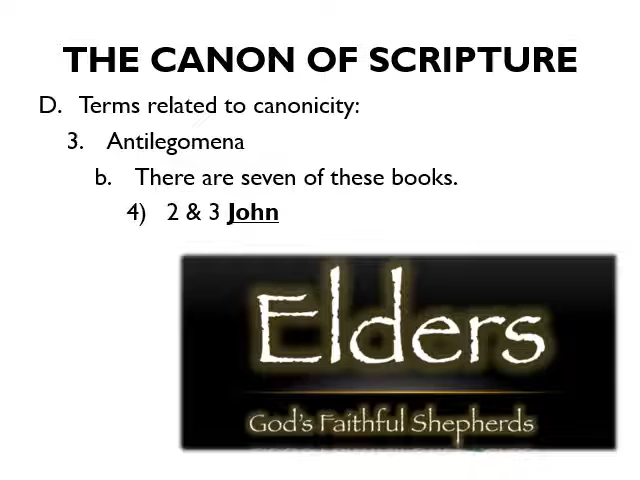 THE CANON OF SCRIPTURE
D. Terms related to canonicity:
3. Antilegomena
b. There are seven of these books.
4) 2 & 3 John
Elders
God's Faithful Shepherds